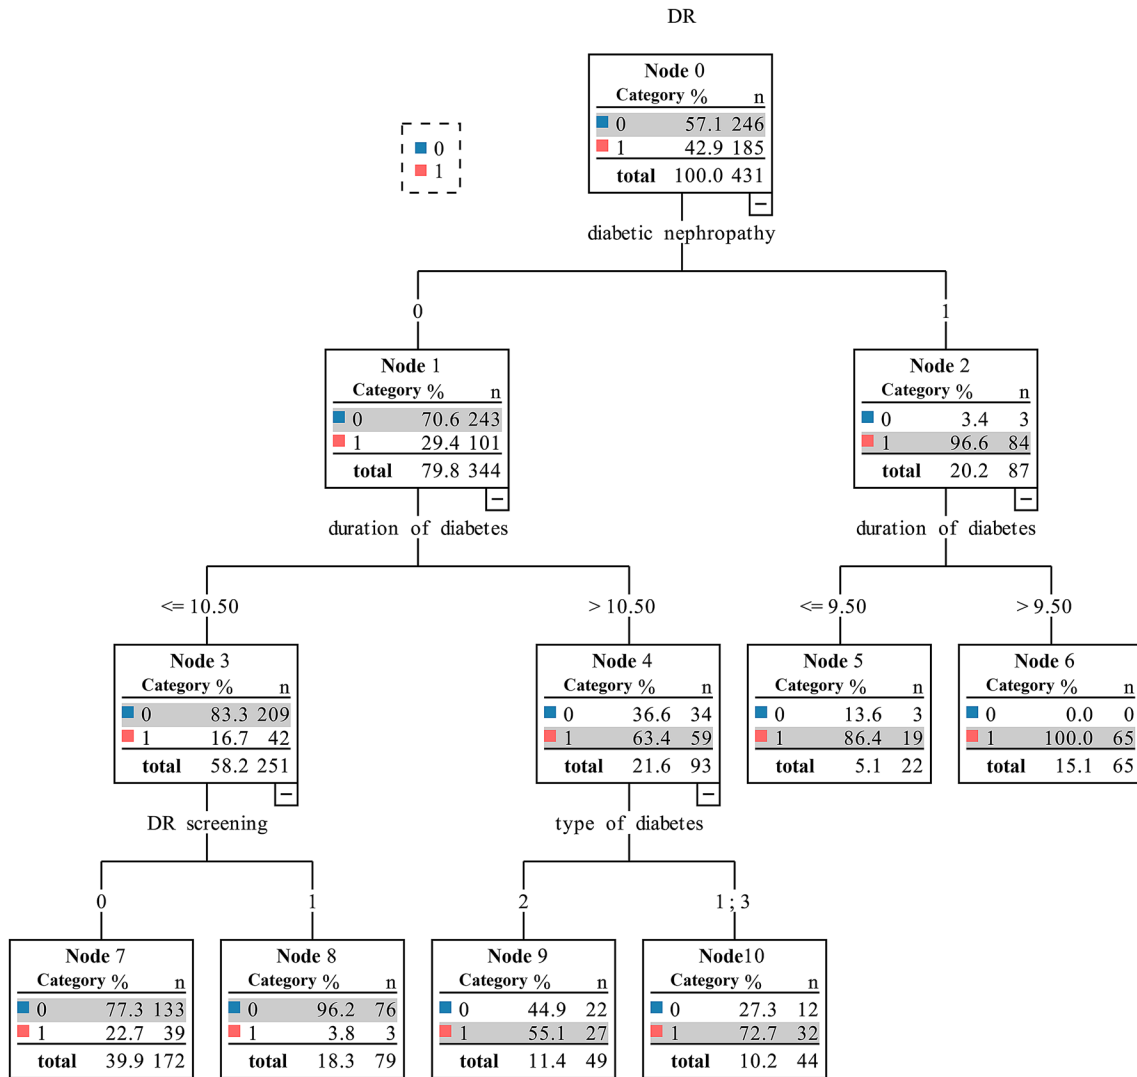 DR
Node 0
Category % n
0 57.1 246
1 42.9 185
total 100.0 431
0
1
diabetic nephropathy
0
1
Node 1
Category % n
0 70.6 243
1 29.4 101
total 79.8 344
Node 2
Category % n
0 3.4 3
1 96.6 84
total 20.2 87
duration of diabetes
duration of diabetes
<= 10.50
> 10.50
<= 9.50
> 9.50
Node 3
Category % n
0 83.3 209
1 16.7 42
total 58.2 251
Node 4
Category % n
0 36.6 34
1 63.4 59
total 21.6 93
Node 5
Category % n
0 13.6 3
1 86.4 19
total 5.1 22
Node 6
Category % n
0 0.0 0
1 100.0 65
total 15.1 65
DR screening
type of diabetes
0
1
2
1 ; 3
Node 7
Category % n
0 77.3 133
1 22.7 39
total 39.9 172
Node 8
Category % n
0 96.2 76
1 3.8 3
total 18.3 79
Node 9
Category % n
0 44.9 22
1 55.1 27
total 11.4 49
Node10
Category % n
0 27.3 12
1 72.7 32
total 10.2 44